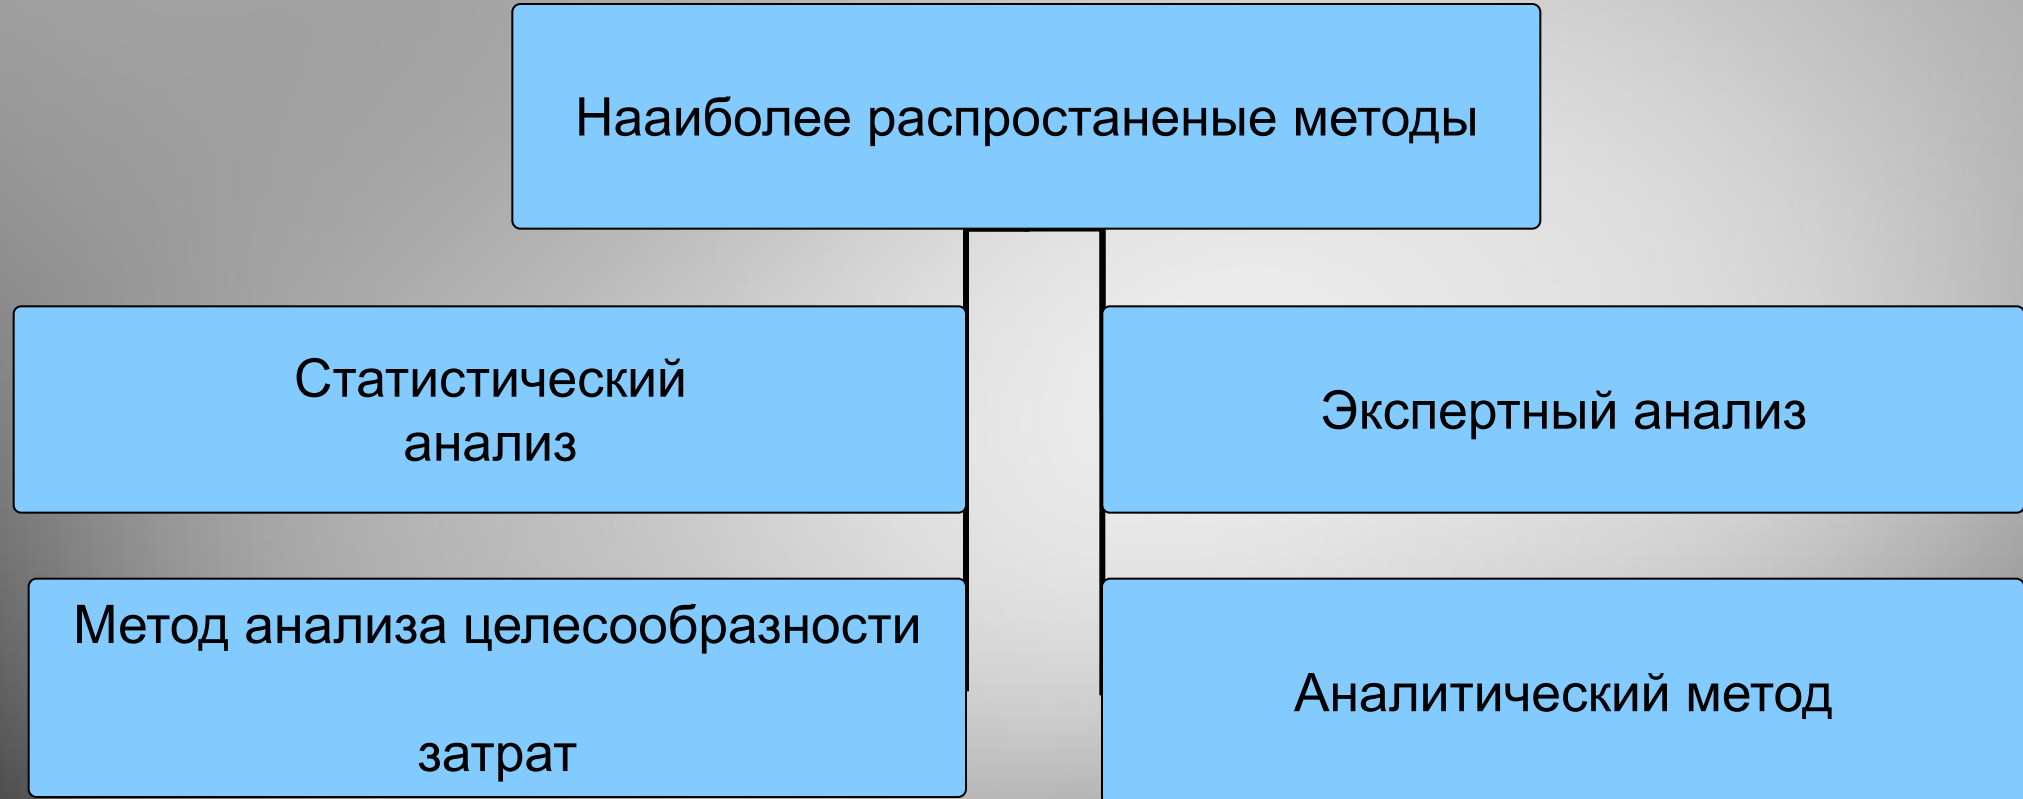 Нааиболее распростаненые методы
Статистический
анализ
Экспертный анализ
Метод анализа целесообразности
затрат
Аналитический метод